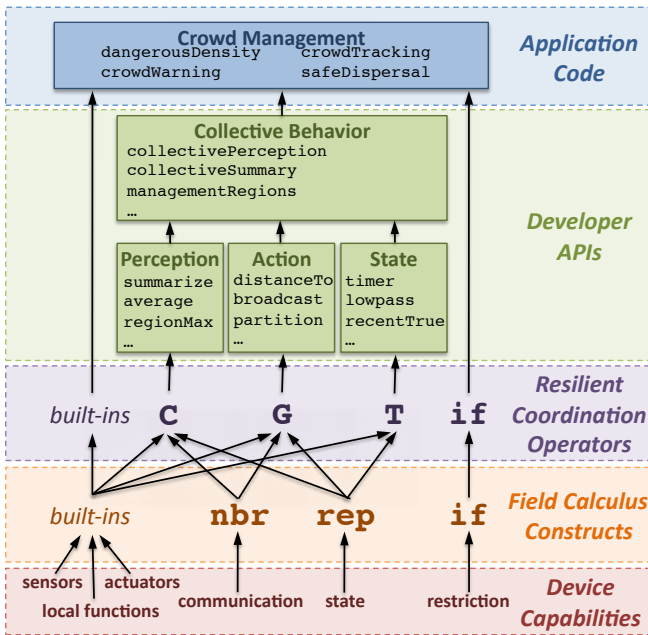 Crowd Management
dangerousDensity crowdTracking
crowdWarning safeDispersal
Application
Code
Collective Behavior
collectivePerception
collectiveSummary
managementRegions
…
Perception
summarize
average
regionMax
…
Action
distanceTo
broadcast
partition
…
State
timer
lowpass
recentTrue
…
Developer
APIs
built-ins C G T if
Resilient
Coordination
Operators
built-ins nbr rep if
Field Calculus
Constructs
sensors actuators
local functions
communication state restriction
Device
Capabilities